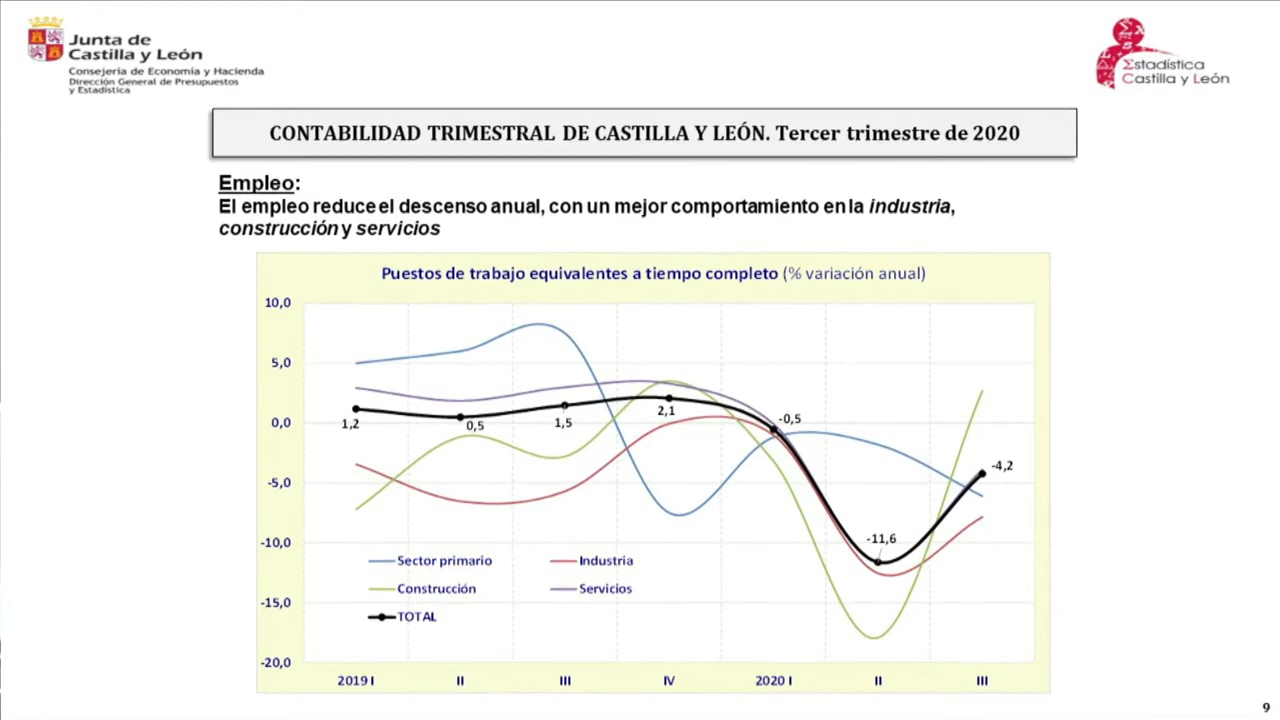 Junta de
Castilla y León
Consejería de Economía y Hacienda
Dirección General de Presupuestos
y Estadística
Estadística
Castilla y León
CONTABILIDAD TRIMESTRAL DE CASTILLA Y LEÓN. Tercer trimestre de 2020
Empleo:
El empleo reduce el descenso anual, con un mejor comportamiento en la industria,
construcción y servicios
Puestos de trabajo equivalentes a tiempo completo (% variación anual)
10,0
5,0
0,0
-5,0
-10,0
-15,0
-20,0
1,2
0,5
1,5
2,1
-0,5
-11,6
-4,2
Sector primario
Industria
Construcción
Servicios
TOTAL
2019 I
II
III
IV
2020 I
II
III
9